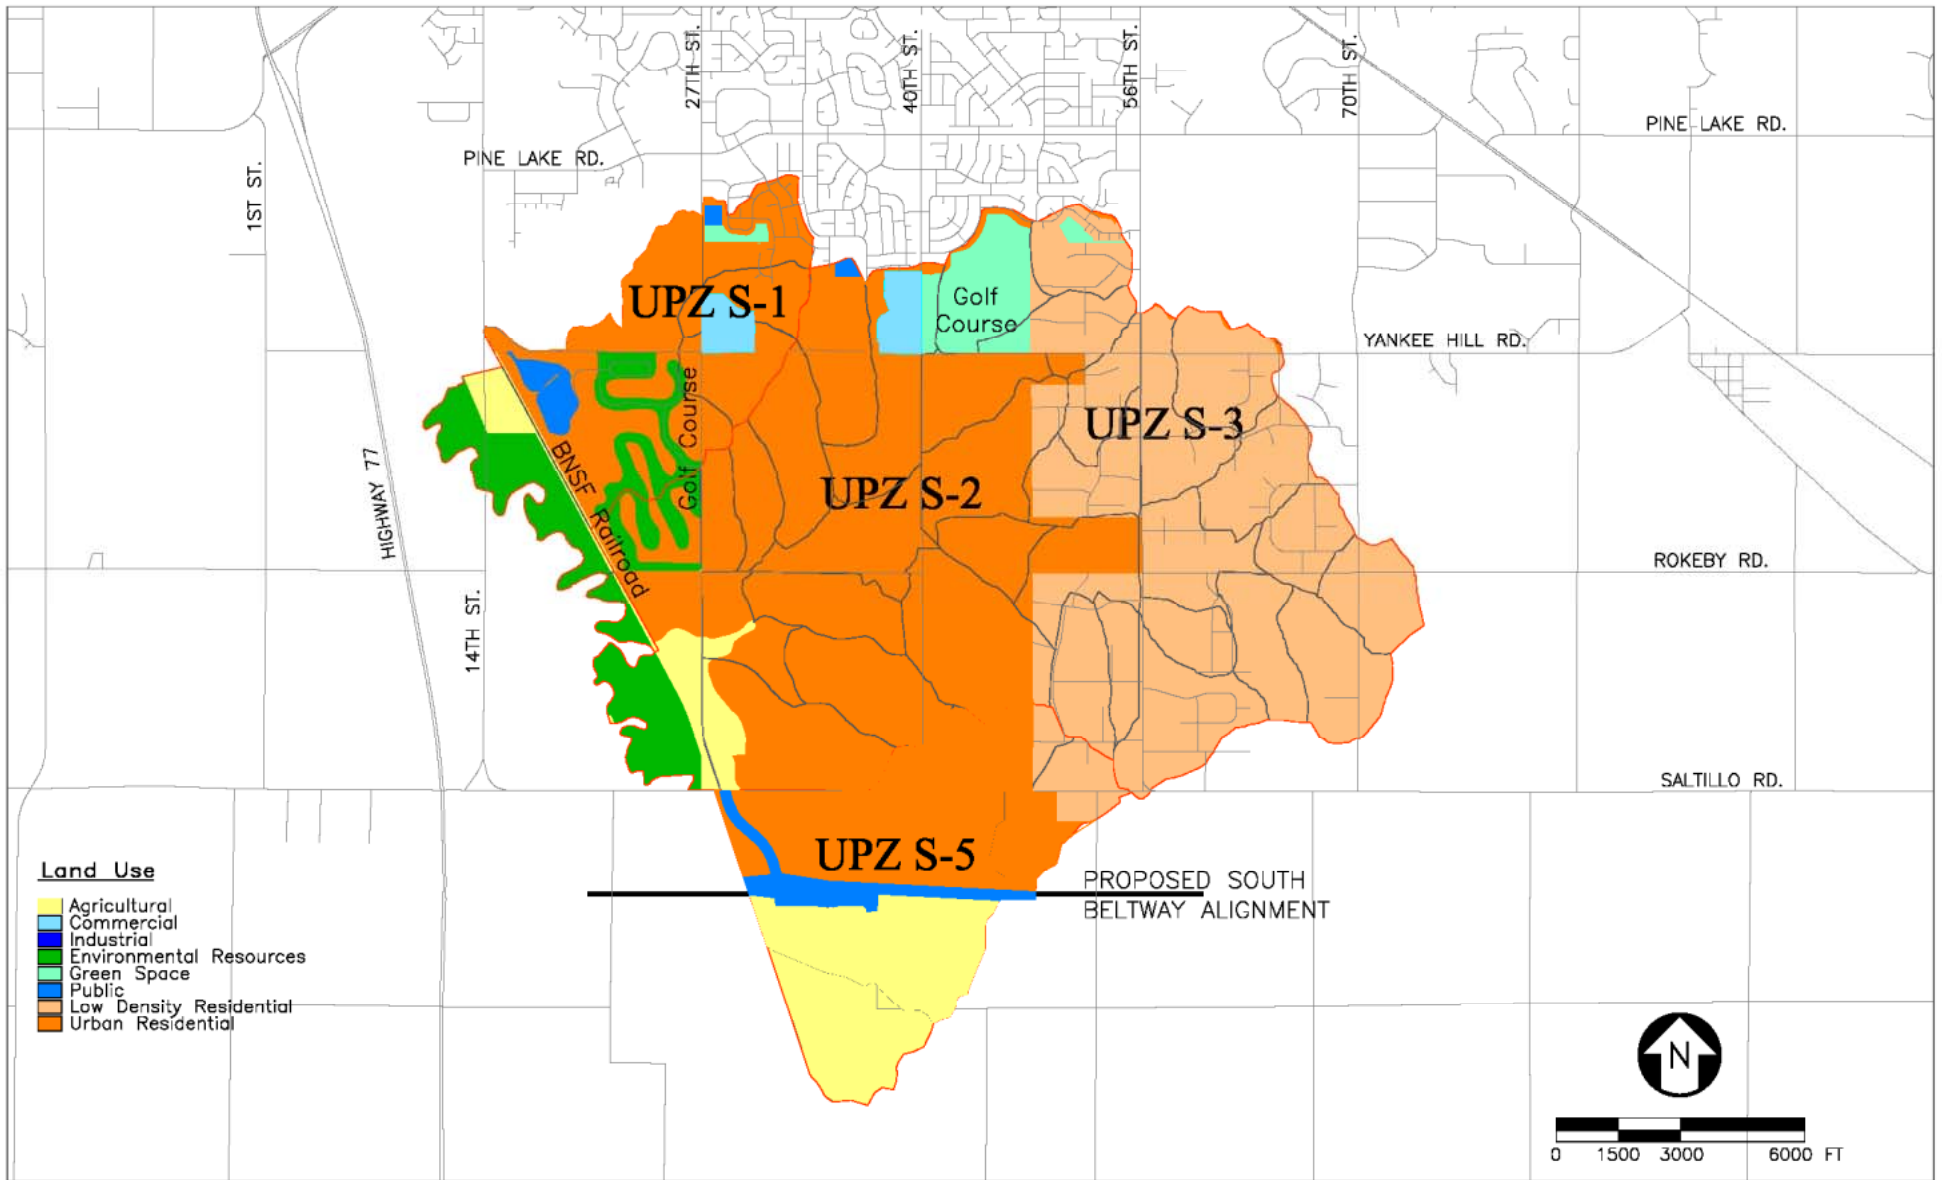 27TH ST.
40TH ST.
56TH ST.
70TH ST.
PINE LAKE RD.
PINE LAKE RD.
1ST ST.
UPZ S-1
Golf
Course
YANKEE HILL RD.
Golf Course
UPZ S-3
HIGHWAY 77
BNSF Railroad
UPZ S-2
ROKEBY RD.
14TH ST.
SALTILLO RD.
UPZ S-5
PROPOSED SOUTH
BELTWAY ALIGNMENT
Land Use
Agricultural
Commercial
Industrial
Environmental Resources
Green Space
Public
Low Density Residential
Urban Residential
N
0 1500 3000 6000 FT